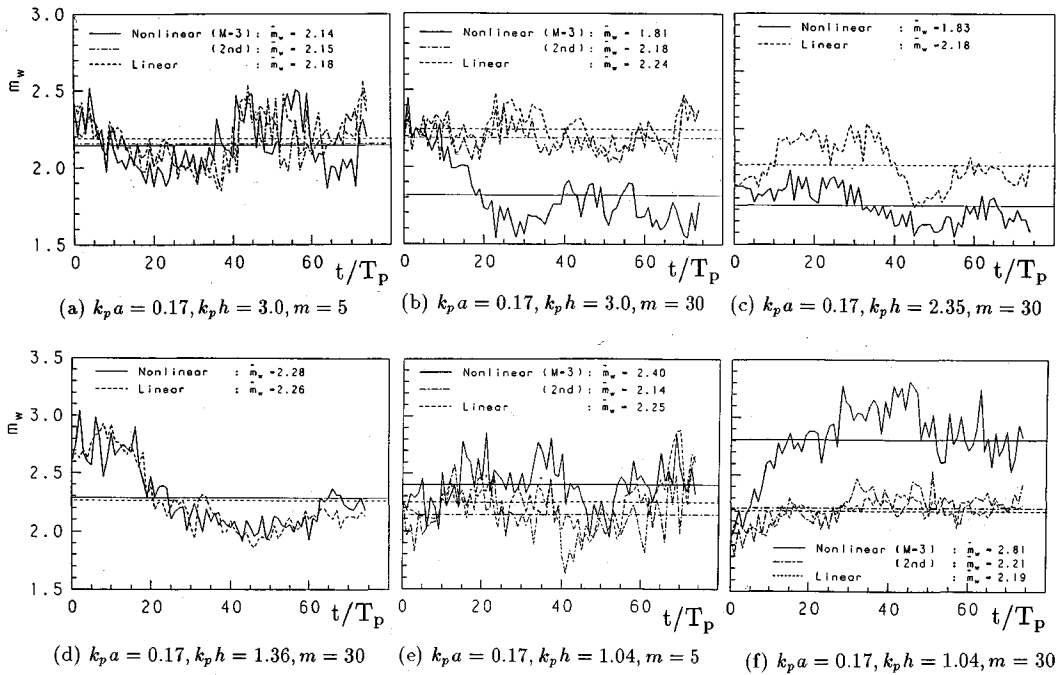 Nonlinear (M-3) : m̄w - 2.14
(2nd) : m̄w - 2.15
Linear : m̄w - 2.18
mw
2.5
2.0
1.5
0 20 40 60 t/Tp
(a) kpa = 0.17, kph = 3.0, m = 5
Nonlinear (M-3) : m̄w - 1.81
(2nd) : m̄w - 2.18
Linear : m̄w - 2.24
0 20 40 60 t/Tp
(b) kpa = 0.17, kph = 3.0, m = 30
Nonlinear : m̄w -1.83
Linear : m̄w -2.18
0 20 40 60 t/Tp
(c) kpa = 0.17, kph = 2.35, m = 30
3.5
Nonlinear : m̄w -2.28
Linear : m̄w -2.26
3.0
mw
2.5
2.0
1.5
0 20 40 60 t/Tp
(d) kpa = 0.17, kph = 1.36, m = 30
Nonlinear (M-3) : m̄w - 2.40
(2nd) : m̄w - 2.14
Linear : m̄w - 2.25
0 20 40 60 t/Tp
(e) kpa = 0.17, kph = 1.04, m = 5
Nonlinear (M-3) : m̄w - 2.81
(2nd) : m̄w - 2.21
Linear : m̄w - 2.19
0 20 40 60 t/Tp
(f) kpa = 0.17, kph = 1.04, m = 30